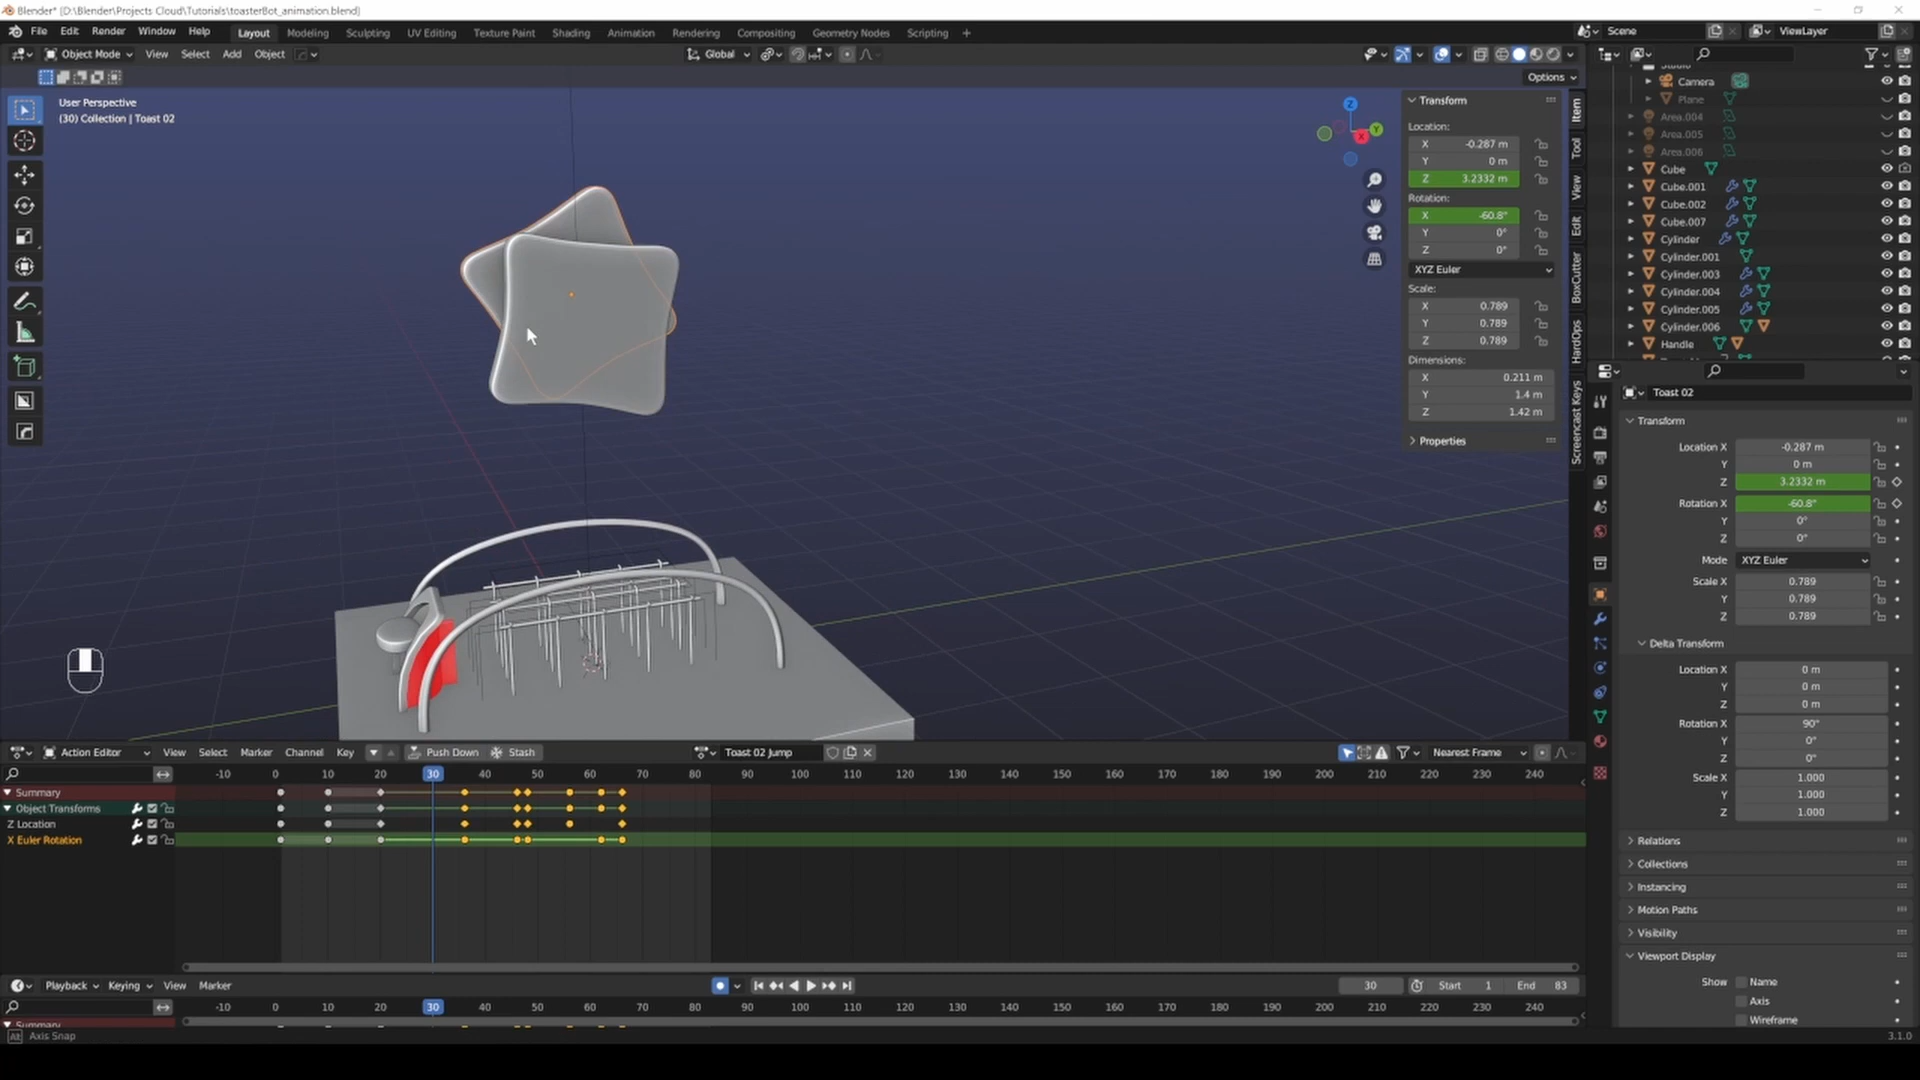 Blender* [D:\Blender\Projects Cloud\Tutorials\toasterBot_animation.blend]
File Edit Render Window Help Layout Modeling Sculpting UV Editing Texture Paint Shading Animation Rendering Compositing Geometry Nodes Scripting + Scene ViewLayer
Object Mode View Select Add Object Global
Options
User Perspective
(30) Collection | Toast 02
Z
Y
X
Transform
Location:
X -0.287 m
Y 0 m
Z 3.2332 m
Rotation:
X -60.8°
Y 0°
Z 0°
XYZ Euler
Scale:
X 0.789
Y 0.789
Z 0.789
Dimensions:
X 0.211 m
Y 1.4 m
Z 1.42 m
Properties
Item
Tool
View
Edit
BoxCutter
HardOps
Screencast Keys
Camera
Plane
Area.004
Area.005
Area.006
Cube
Cube.001
Cube.002
Cube.007
Cylinder
Cylinder.001
Cylinder.003
Cylinder.004
Cylinder.005
Cylinder.006
Handle
Toast 02
Transform
Location X -0.287 m
Y 0 m
Z 3.2332 m
Rotation X -60.8°
Y 0°
Z 0°
Mode XYZ Euler
Scale X 0.789
Y 0.789
Z 0.789
Delta Transform
Location X 0 m
Y 0 m
Z 0 m
Rotation X 90°
Y 0°
Z 0°
Scale X 1.000
Y 1.000
Z 1.000
Relations
Collections
Instancing
Motion Paths
Visibility
Viewport Display
Show Name
Axis
Wireframe
Action Editor View Select Marker Channel Key Push Down Stash Toast 02 Jump Nearest Frame
-10 0 10 20 30 40 50 60 70 80 90 100 110 120 130 140 150 160 170 180 190 200 210 220 230 240
Summary
Object Transforms
Z Location
X Euler Rotation
Playback Keying View Marker 30 Start 1 End 83
-10 0 10 20 30 40 50 60 70 80 90 100 110 120 130 140 150 160 170 180 190 200 210 220 230 240
Summary
Axis Snap 3.1.0